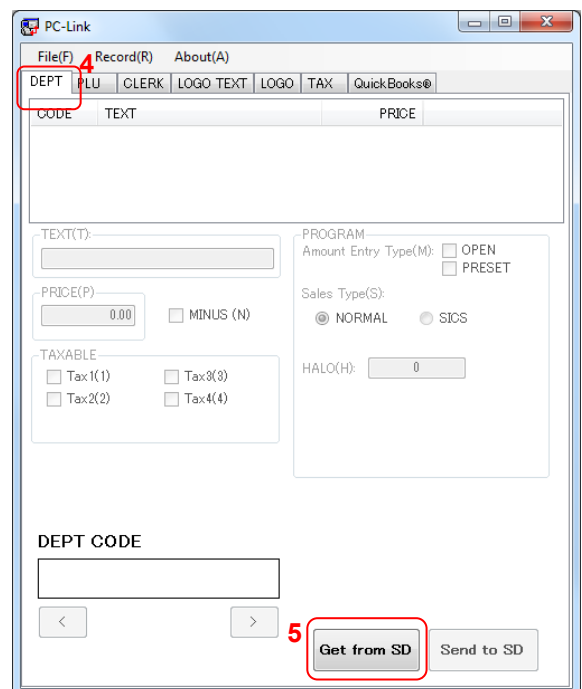 PC-Link
File(F) Record(R) About(A)
4
DEPT PLU CLERK LOGO TEXT LOGO TAX QuickBooks®
CODE TEXT PRICE
TEXT(T):
PROGRAM
Amount Entry Type(M): OPEN
PRESET
PRICE(P)
0.00 MINUS (N)
Sales Type(S):
NORMAL SICS
TAXABLE
Tax1(1) Tax3(3)
Tax2(2) Tax4(4)
HALO(H): 0
DEPT CODE
< >
5
Get from SD Send to SD